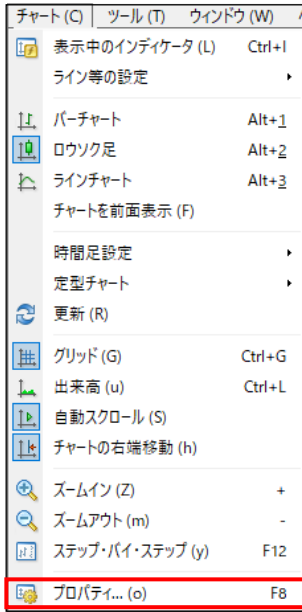 チャート(C) ツール(T) ウィンドウ(W)
表示中のインディケータ(L) Ctrl+I
ライン等の設定
バーチャート Alt+1
ロウソク足 Alt+2
ラインチャート Alt+3
チャートを前面表示(F)
時間足設定
定型チャート
更新(R)
グリッド(G) Ctrl+G
出来高(u) Ctrl+L
自動スクロール(S)
チャートの右端移動(h)
ズームイン(Z) +
ズームアウト(m) -
ステップ・バイ・ステップ(y) F12
プロパティ...(o) F8